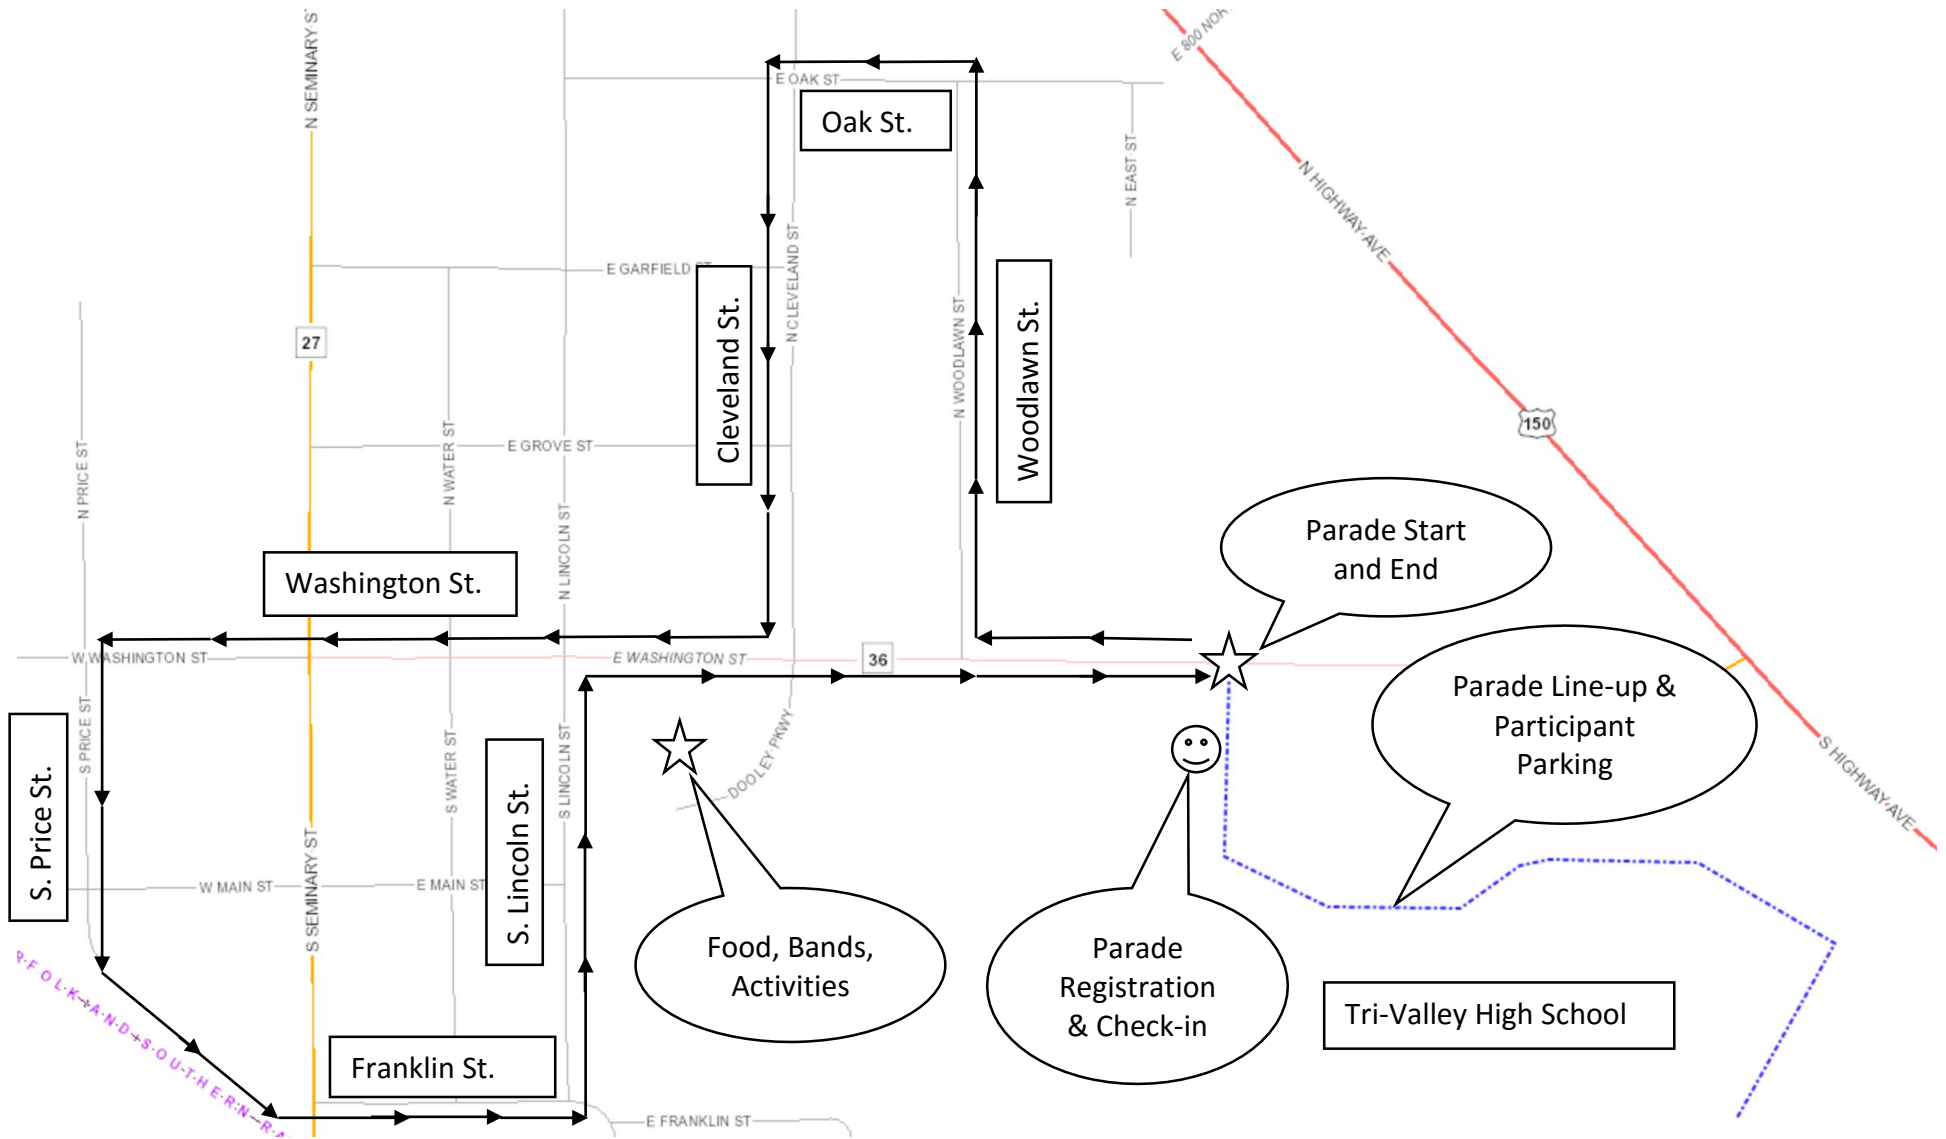 N SEMINARY S
E 800 NOR
E OAK ST
Oak St.
N EAST ST
N HIGHWAY AVE
E GARFIELD ST
N CLEVELAND ST
Cleveland St.
N WOODLAWN ST
Woodlawn St.
27
150
N PRICE ST
N WATER ST
E GROVE ST
N LINCOLN ST
Parade Start
and End
Washington St.
W WASHINGTON ST
E WASHINGTON ST
36
Parade Line-up &
Participant
Parking
S HIGHWAY AVE
S PRICE ST
S. Price St.
S WATER ST
S. Lincoln St.
S LINCOLN ST
DOOLEY PKWY
W MAIN ST
S SEMINARY ST
E MAIN ST
Food, Bands,
Activities
Parade
Registration
& Check-in
Tri-Valley High School
RFOLK AND SOUTHERN RA
Franklin St.
E FRANKLIN ST